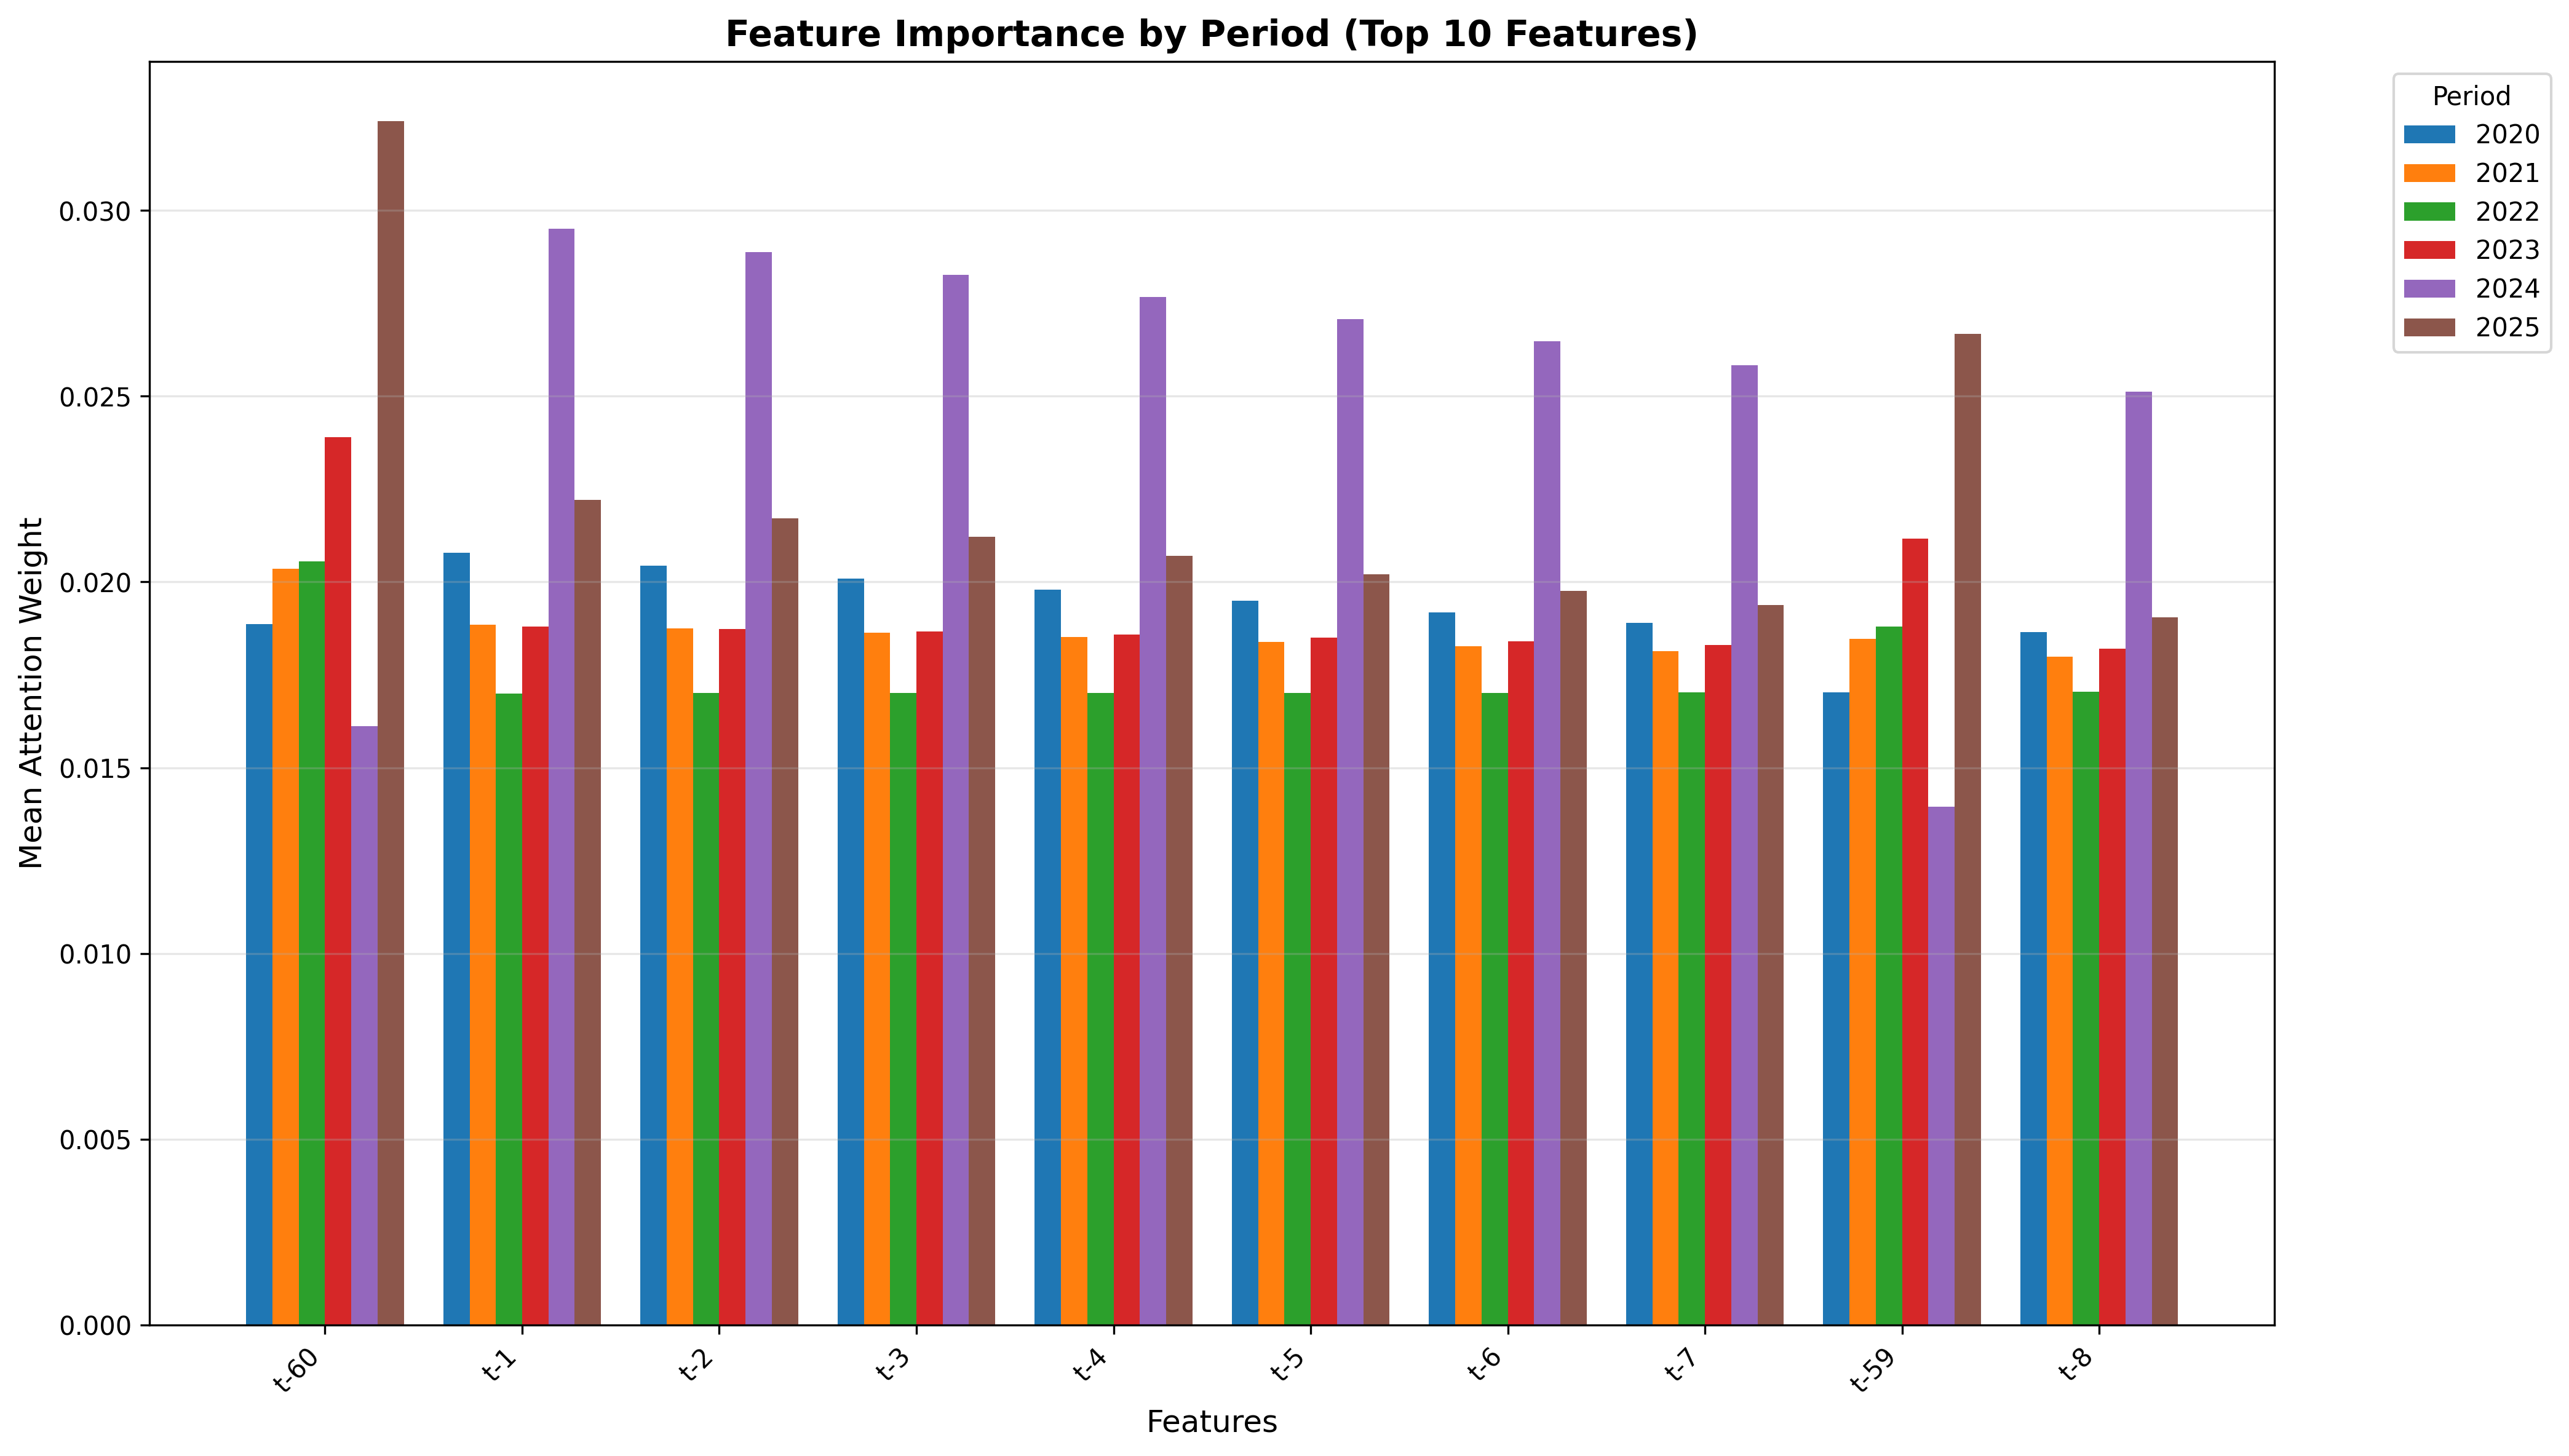 Feature Importance by Period (Top 10 Features)
Period
2020
2021
2022
2023
2024
2025
Mean Attention Weight
0.030
0.025
0.020
0.015
0.010
0.005
0.000
t-60
t-1
t-2
t-3
t-4
t-5
t-6
t-7
t-59
t-8
Features